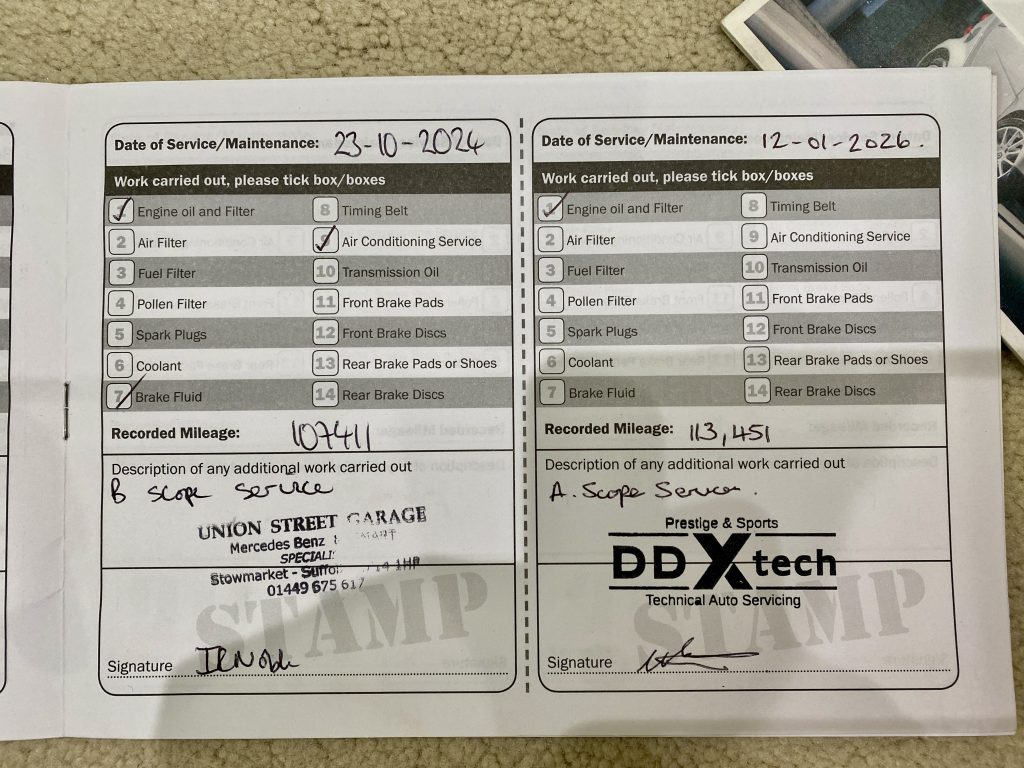 Date of Service/Maintenance: 23-10-2024
Work carried out, please tick box/boxes
1 Engine oil and Filter
2 Air Filter
3 Fuel Filter
4 Pollen Filter
5 Spark Plugs
6 Coolant
7 Brake Fluid
8 Timing Belt
9 Air Conditioning Service
10 Transmission Oil
11 Front Brake Pads
12 Front Brake Discs
13 Rear Brake Pads or Shoes
14 Rear Brake Discs
Recorded Mileage: 107411
Description of any additional work carried out
B scope service
UNION STREET GARAGE
Mercedes Benz
Stowmarket -
01449 675 617
STAMP
Signature
Date of Service/Maintenance: 12-01-2026.
Work carried out, please tick box/boxes
1 Engine oil and Filter
2 Air Filter
3 Fuel Filter
4 Pollen Filter
5 Spark Plugs
6 Coolant
7 Brake Fluid
8 Timing Belt
9 Air Conditioning Service
10 Transmission Oil
11 Front Brake Pads
12 Front Brake Discs
13 Rear Brake Pads or Shoes
14 Rear Brake Discs
Recorded Mileage: 113,451
Description of any additional work carried out
A. Scope Service.
Prestige & Sports
DDXtech
Technical Auto Servicing
STAMP
Signature